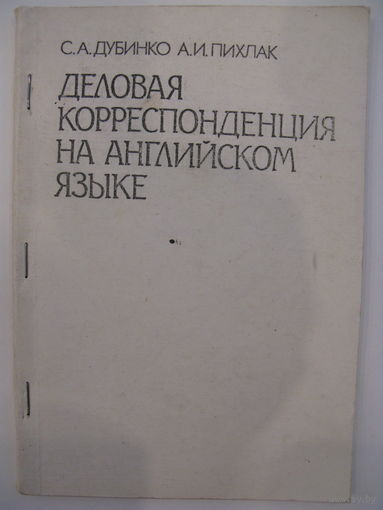 С. А. ДУБИНКО А. И. ПИХЛАК
ДЕЛОВАЯ
КОРРЕСПОНДЕНЦИЯ
НА АНГЛИЙСКОМ
ЯЗЫКЕ